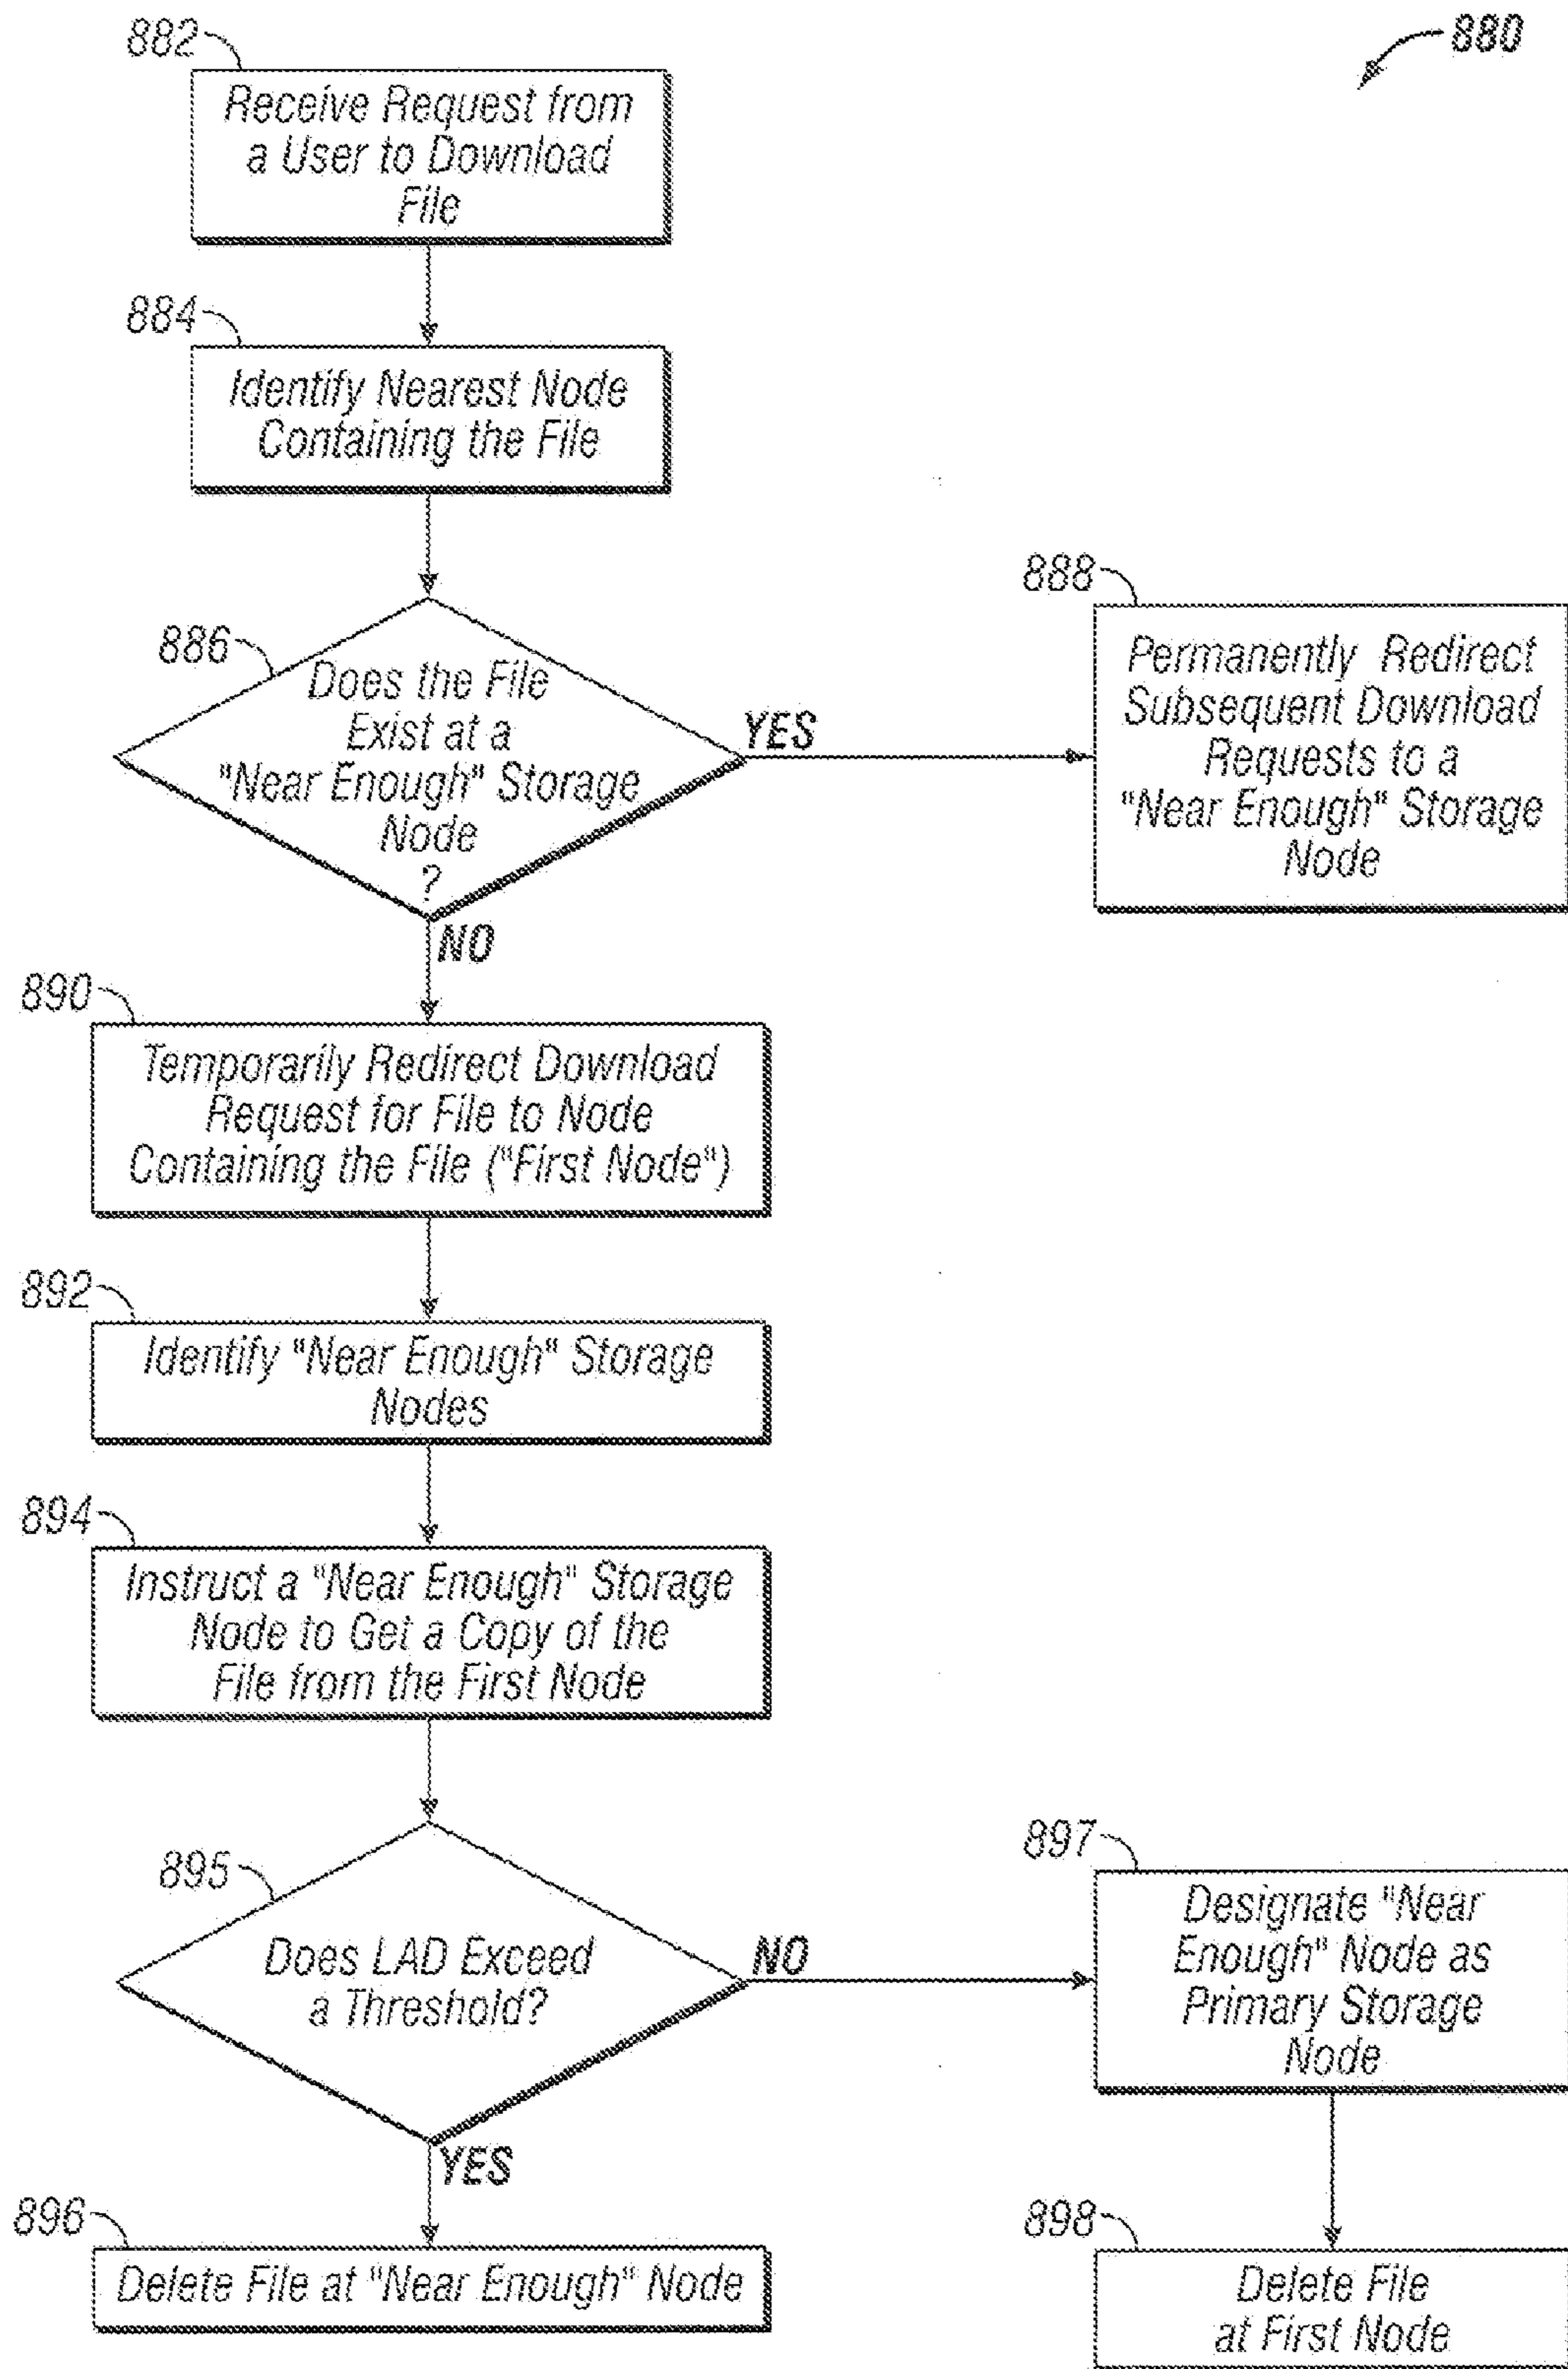 880
882
Receive Request from
a User to Download
File
884
Identify Nearest Node
Containing the File
886
Does the File
Exist at a
"Near Enough" Storage
Node
?
YES
888
Permanently Redirect
Subsequent Download
Requests to a
"Near Enough" Storage
Node
NO
890
Temporarily Redirect Download
Request for File to Node
Containing the File ("First Node")
892
Identify "Near Enough" Storage
Nodes
894
Instruct a "Near Enough" Storage
Node to Get a Copy of the
File from the First Node
895
Does LAD Exceed
a Threshold?
NO
897
Designate "Near
Enough" Node as
Primary Storage
Node
YES
896
Delete File at "Near Enough" Node
898
Delete File
at First Node